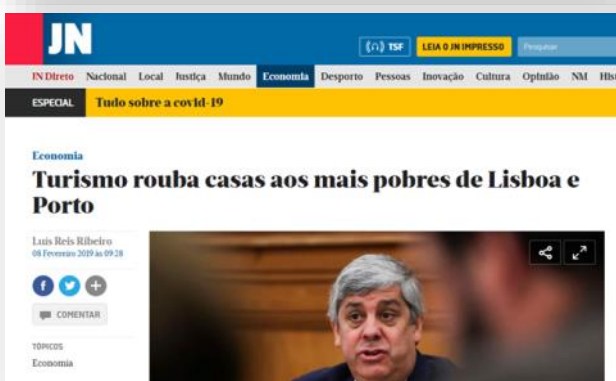 JN
TSF
LEIA O JN IMPRESSO
Pesquisar
JN Direto Nacional Local Justiça Mundo Economia Desporto Pessoas Inovação Cultura Opinião NM
ESPECIAL Tudo sobre a covid-19
Economia
Turismo rouba casas aos mais pobres de Lisboa e
Porto
Luís Reis Ribeiro
08 Fevereiro 2019 às 09:28
COMENTAR
TÓPICOS
Economia